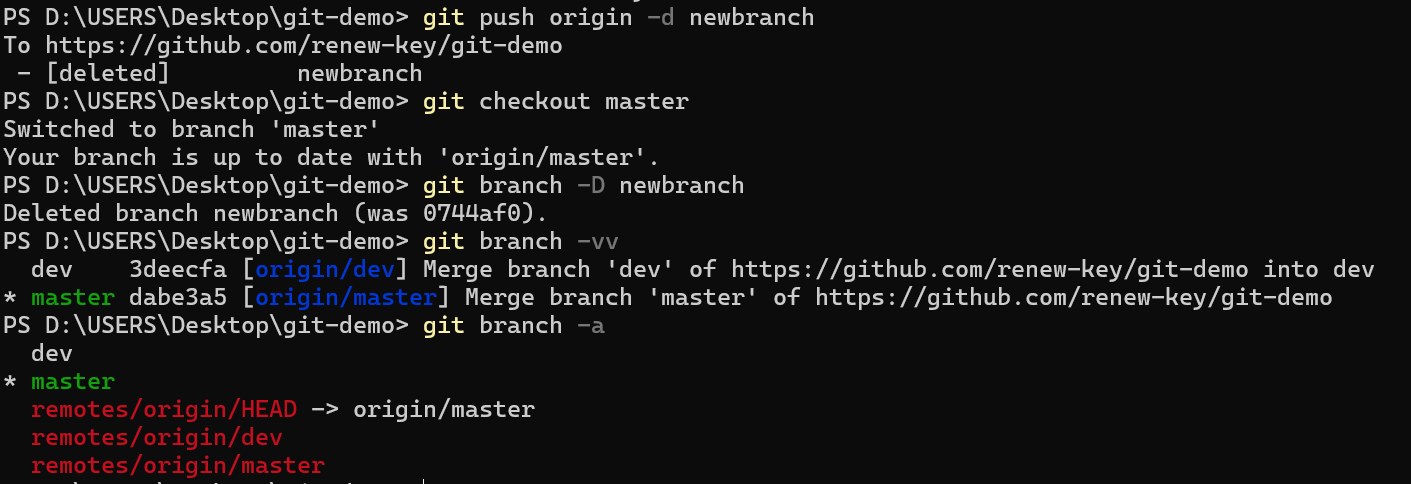 PS D:\USERS\Desktop\git-demo> git push origin -d newbranch
To https://github.com/renew-key/git-demo
 - [deleted]         newbranch
PS D:\USERS\Desktop\git-demo> git checkout master
Switched to branch 'master'
Your branch is up to date with 'origin/master'.
PS D:\USERS\Desktop\git-demo> git branch -D newbranch
Deleted branch newbranch (was 0744af0).
PS D:\USERS\Desktop\git-demo> git branch -vv
  dev    3deecfa [origin/dev] Merge branch 'dev' of https://github.com/renew-key/git-demo into dev
* master dabe3a5 [origin/master] Merge branch 'master' of https://github.com/renew-key/git-demo
PS D:\USERS\Desktop\git-demo> git branch -a
  dev
* master
  remotes/origin/HEAD -> origin/master
  remotes/origin/dev
  remotes/origin/master